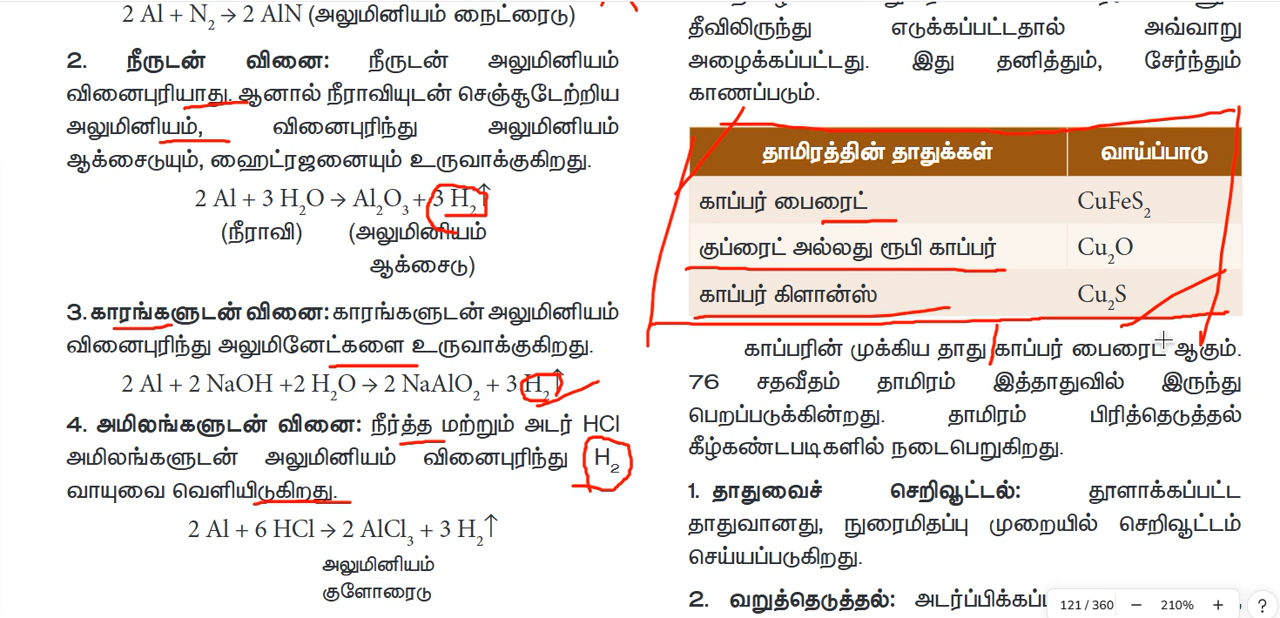 2 Al + N₂ → 2 AlN (அலுமினியம் நைட்ரைடு)
2. நீருடன் வினை: நீருடன் அலுமினியம்
வினைபுரியாது. ஆனால் நீராவியுடன் செஞ்சூடேற்றிய
அலுமினியம், வினைபுரிந்து அலுமினியம்
ஆக்சைடுயும், ஹைட்ரஜனையும் உருவாக்குகிறது.
2 Al + 3 H₂O → Al₂O₃ + 3 H₂↑
(நீராவி) (அலுமினியம்
ஆக்சைடு)
3.காரங்களுடன் வினை:காரங்களுடன் அலுமினியம்
வினைபுரிந்து அலுமினேட்களை உருவாக்குகிறது.
2 Al + 2 NaOH +2 H₂O → 2 NaAlO₂ + 3 H₂↑
4. அமிலங்களுடன் வினை: நீர்த்த மற்றும் அடர் HCl
அமிலங்களுடன் அலுமினியம் வினைபுரிந்து H₂
வாயுவை வெளியிடுகிறது.
2 Al + 6 HCl → 2 AlCl₃ + 3 H₂↑
அலுமினியம்
குளோரைடு
தீவிலிருந்து எடுக்கப்பட்டதால் அவ்வாறு
அழைக்கப்பட்டது. இது தனித்தும், சேர்ந்தும்
காணப்படும்.
தாமிரத்தின் தாதுக்கள் வாய்ப்பாடு
காப்பர் பைரைட் CuFeS₂
குப்ரைட் அல்லது ரூபி காப்பர் Cu₂O
காப்பர் கிளான்ஸ் Cu₂S
காப்பரின் முக்கிய தாது காப்பர் பைரைட் ஆகும்.
76 சதவீதம் தாமிரம் இத்தாதுவில் இருந்து
பெறப்படுக்கின்றது. தாமிரம் பிரித்தெடுத்தல்
கீழ்கண்டபடிகளில் நடைபெறுகிறது.
1. தாதுவைச் செறிவூட்டல்: தூளாக்கப்பட்ட
தாதுவானது, நுரைமிதப்பு முறையில் செறிவூட்டம்
செய்யப்படுகிறது.
2. வறுத்தெடுத்தல்:
121 / 360 − 210% + ?